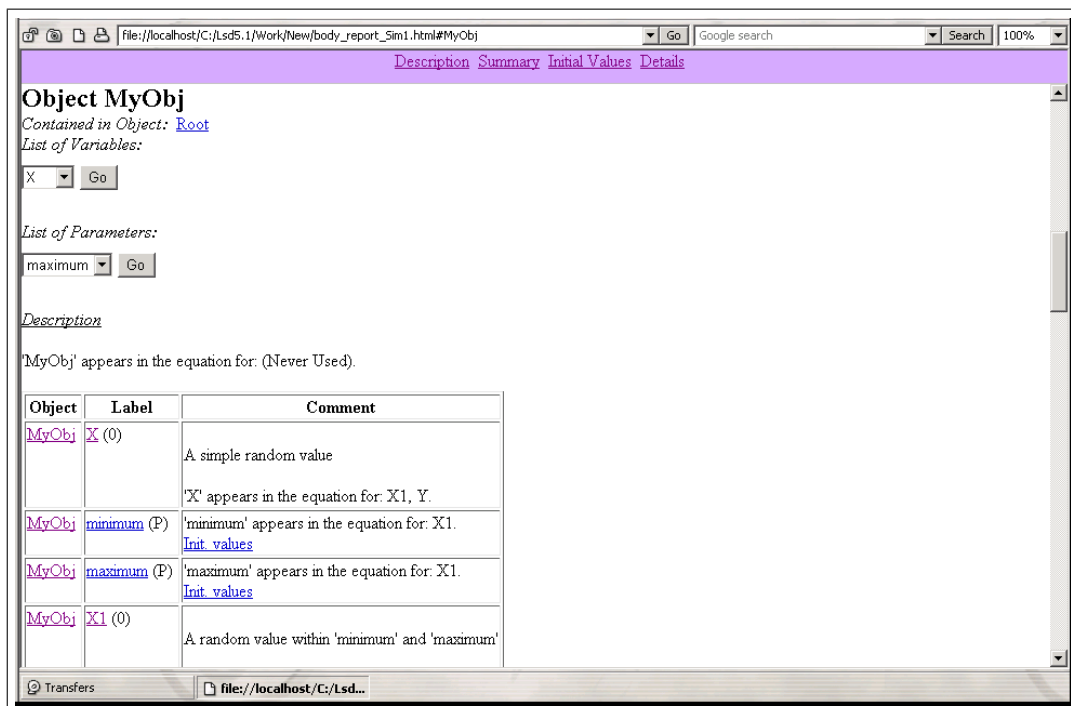 file://localhost/C:/Lsd5.1/Work/New/body_report_Sim1.html#MyObj Go Google search Search 100%
Description Summary Initial Values Details
Object MyObj
Contained in Object: Root
List of Variables:
X Go
List of Parameters:
maximum Go
Description
'MyObj' appears in the equation for: (Never Used).
Object Label Comment
MyObj X (0)
A simple random value
'X' appears in the equation for: X1, Y.
MyObj minimum (P) 'minimum' appears in the equation for: X1.
Init. values
MyObj maximum (P) 'maximum' appears in the equation for: X1.
Init. values
MyObj X1 (0)
A random value within 'minimum' and 'maximum'
Transfers file://localhost/C:/Lsd...